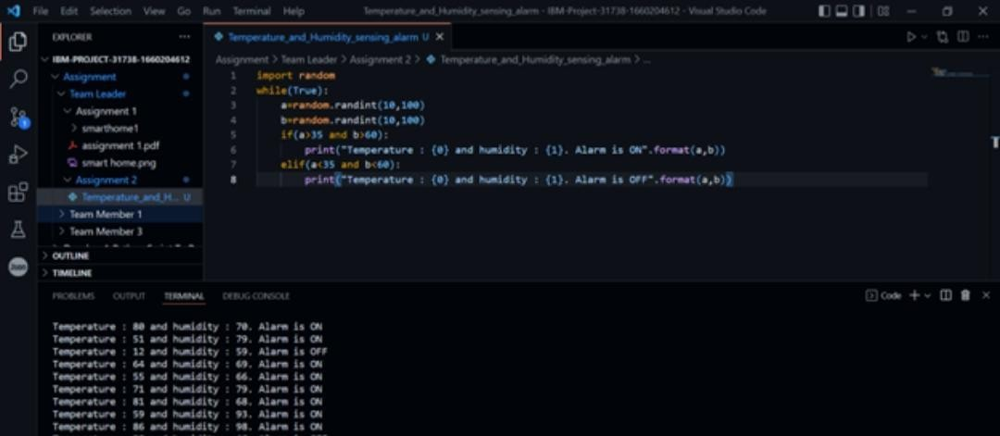 File Edit Selection View Go Run Terminal Help
Temperature_and_Humidity_sensing_alarm - IBM-Project-31738-1660204612 - Visual Studio Code
EXPLORER
IBM-PROJECT-31738-1660204612
Assignment
Team Leader
Assignment 1
smarthome1
assignment 1.pdf
smart home.png
Assignment 2
Temperature_and_H... U
Team Member 1
Team Member 3
OUTLINE
TIMELINE
Json
Temperature_and_Humidity_sensing_alarm U
Assignment > Team Leader > Assignment 2 > Temperature_and_Humidity_sensing_alarm > ...
1 import random
2 while(True):
3 a=random.randint(10,100)
4 b=random.randint(10,100)
5 if(a>35 and b>60):
6 print("Temperature : {0} and humidity : {1}. Alarm is ON".format(a,b))
7 elif(a<35 and b<60):
8 print("Temperature : {0} and humidity : {1}. Alarm is OFF".format(a,b))
PROBLEMS OUTPUT TERMINAL DEBUG CONSOLE
Code
Temperature : 80 and humidity : 70. Alarm is ON
Temperature : 51 and humidity : 79. Alarm is ON
Temperature : 12 and humidity : 59. Alarm is OFF
Temperature : 64 and humidity : 69. Alarm is ON
Temperature : 55 and humidity : 66. Alarm is ON
Temperature : 71 and humidity : 79. Alarm is ON
Temperature : 81 and humidity : 68. Alarm is ON
Temperature : 59 and humidity : 93. Alarm is ON
Temperature : 86 and humidity : 98. Alarm is ON